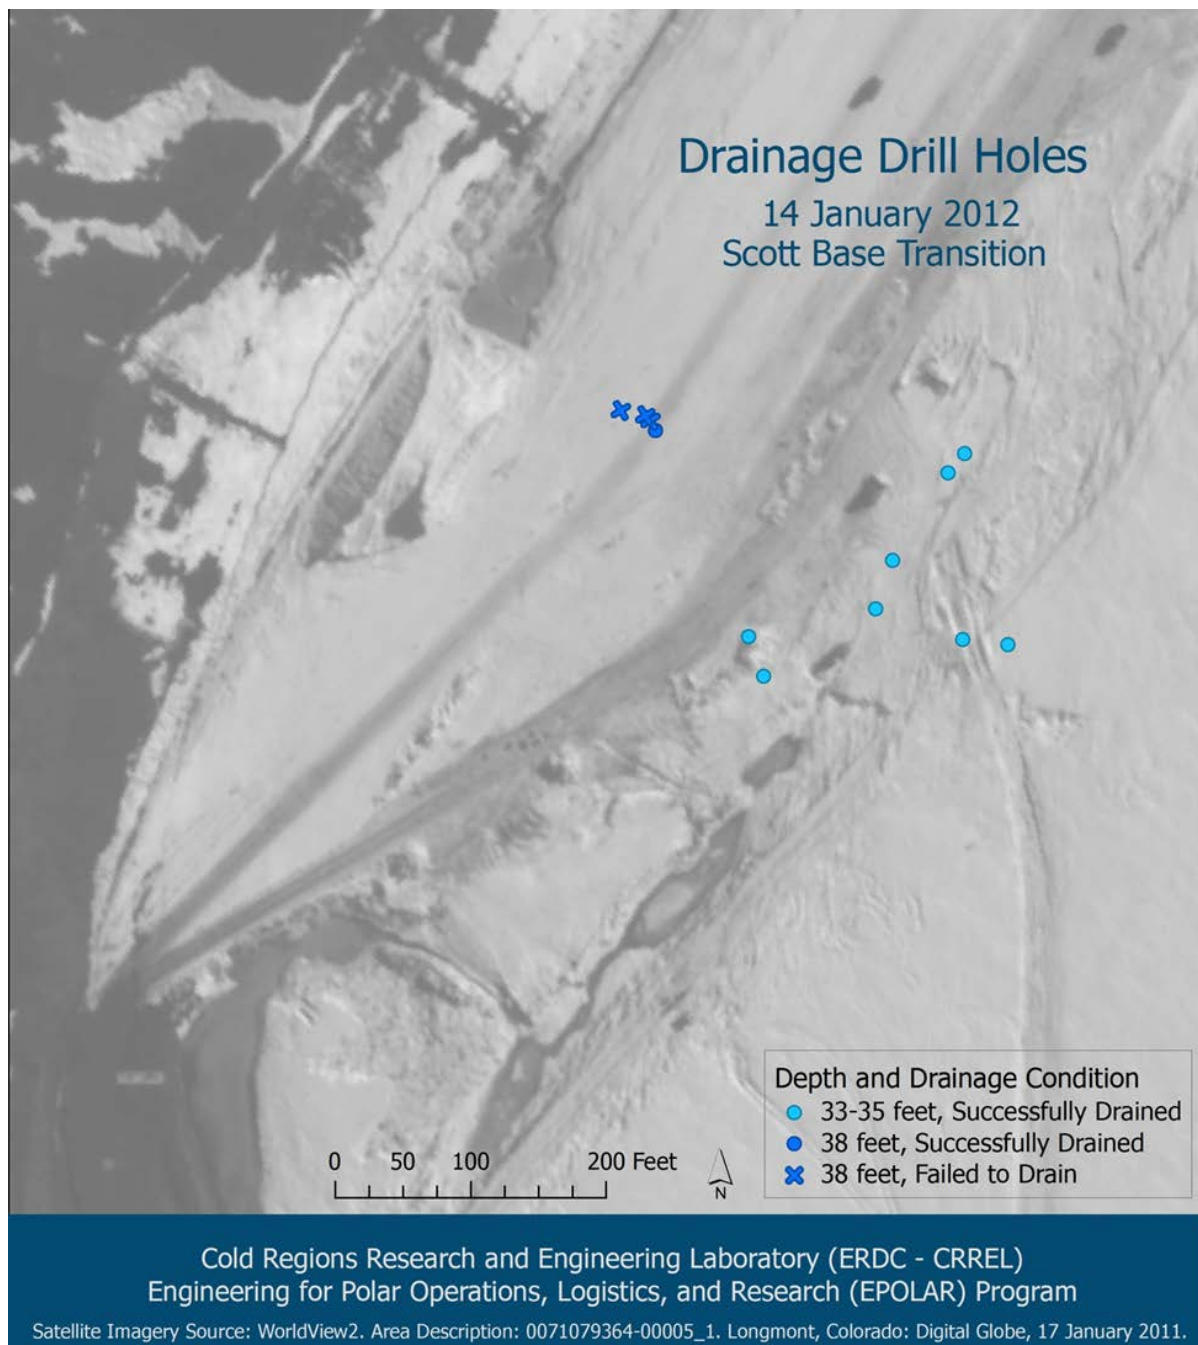 Drainage Drill Holes
14 January 2012
Scott Base Transition
Depth and Drainage Condition
33-35 feet, Successfully Drained
38 feet, Successfully Drained
38 feet, Failed to Drain
0 50 100 200 Feet
N
Cold Regions Research and Engineering Laboratory (ERDC - CRREL)
Engineering for Polar Operations, Logistics, and Research (EPOLAR) Program
Satellite Imagery Source: WorldView2. Area Description: 0071079364-00005_1. Longmont, Colorado: Digital Globe, 17 January 2011.